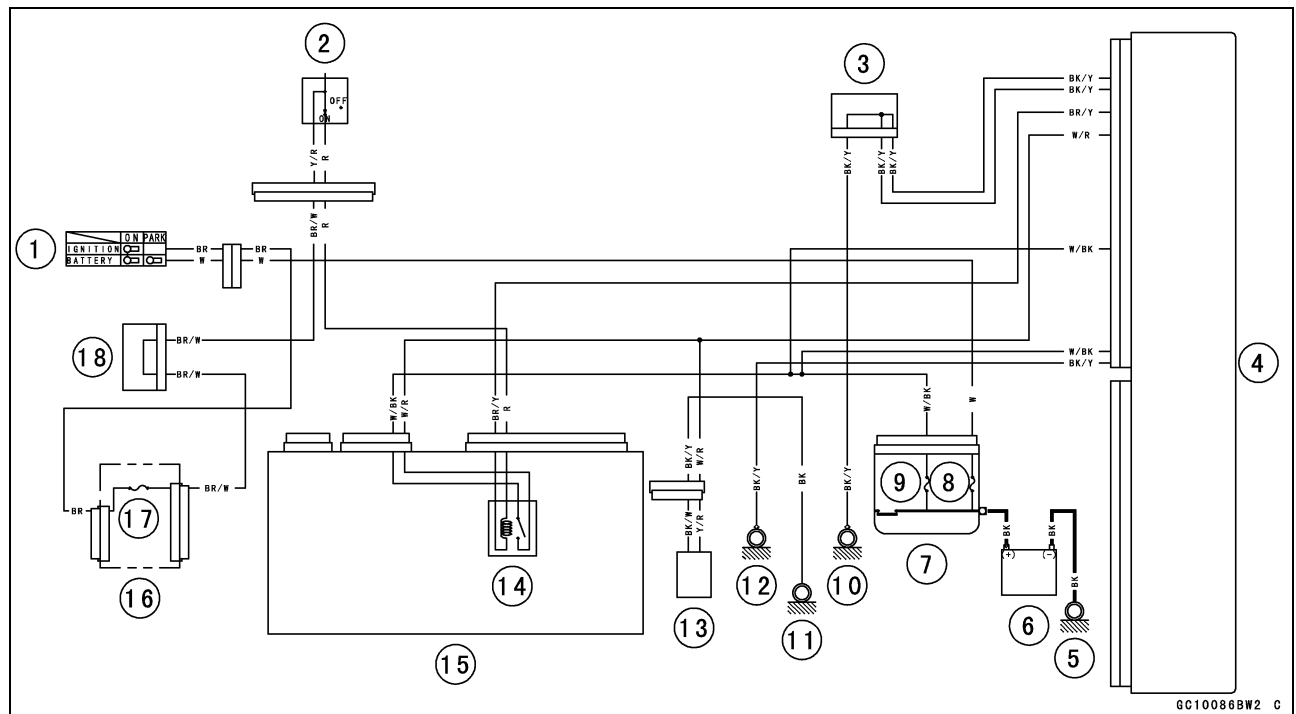 2
3
BK/Y
BK/Y
BR/Y
W/R
OFF
ON
Y/R
R
BK/Y
BK/Y
BK/Y
BR/W
R
1
ON PARK
IGNITION
BATTERY
BR
W
BR
W
W/BK
18
BR/W
BR/W
W/BK
BK/Y
4
W/BK
W/R
BR/Y
R
W/BK
W
BK/Y
W/R
BK/Y
BK
BK/Y
BR/W
BR
17
9
8
BK/W
Y/R
BK
BK
(+)
(-)
BK
16
14
13
12
10
7
6
11
5
15
GC10086BW2 C